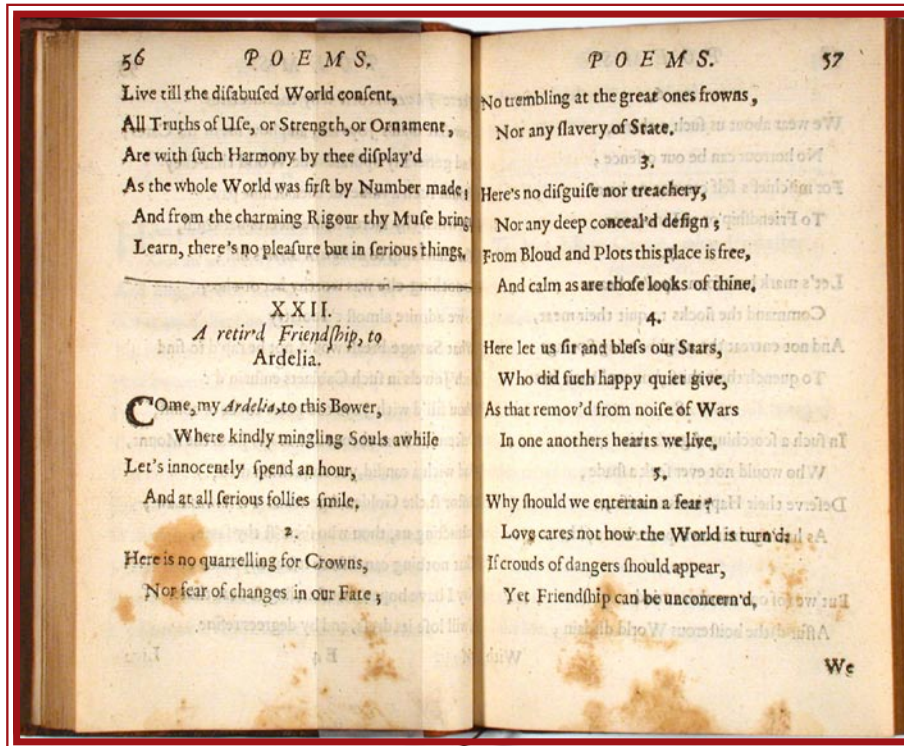 56 POEMS.
Live till the diſabuſed World conſent,
All Truths of Uſe, or Strength, or Ornament,
Are with ſuch Harmony by thee diſplay'd
As the whole World was firſt by Number made;
And from the charming Rigour thy Muſe brings
Learn, there's no pleaſure but in ſerious things.
XXII.
A retir'd Friendſhip, to
Ardelia.
COme, my Ardelia, to this Bower,
Where kindly mingling Souls awhile
Let's innocently ſpend an hour,
And at all ſerious follies ſmile.
2.
Here is no quarrelling for Crowns,
Nor fear of changes in our Fate;
POEMS. 57
No trembling at the great ones frowns,
Nor any ſlavery of State.
3.
Here's no diſguiſe nor treachery,
Nor any deep conceal'd deſign;
From Bloud and Plots this place is free,
And calm as are thoſe looks of thine.
4.
Here let us ſit and bleſs our Stars,
Who did ſuch happy quiet give,
As that remov'd from noiſe of Wars
In one anothers hearts we live.
5.
Why ſhould we entertain a fear?
Love cares not how the World is turn'd:
If crouds of dangers ſhould appear,
Yet Friendſhip can be unconcern'd.
We